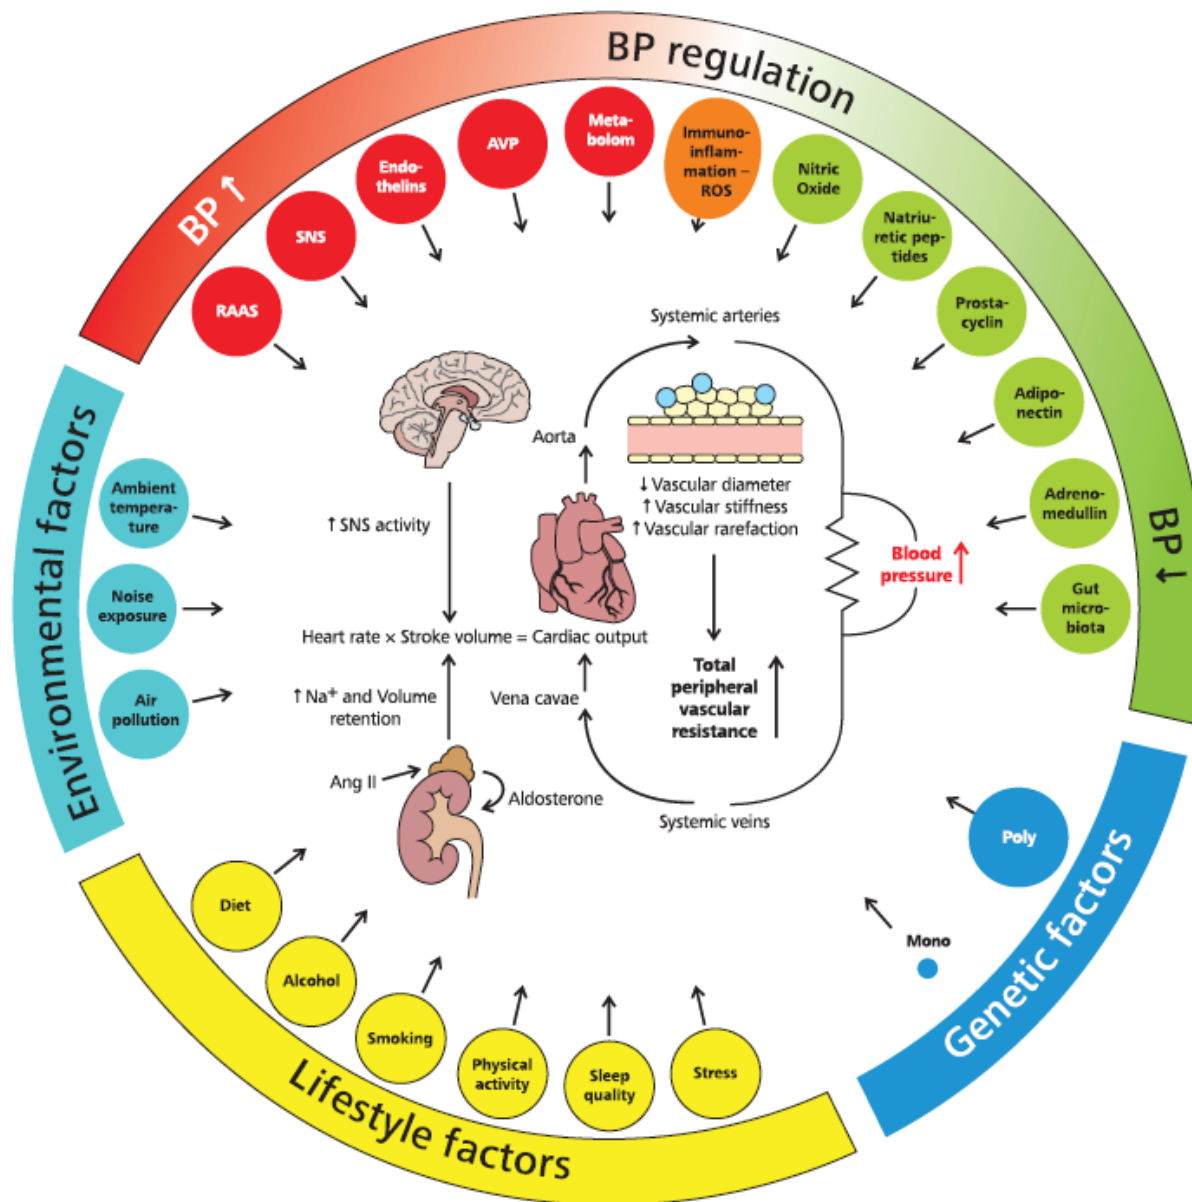 BP regulation
BP ↑
BP ↓
RAAS
SNS
Endo-
thelins
AVP
Meta-
bolom
Immuno-
inflam-
mation –
ROS
Nitric
Oxide
Natriu-
retic pep-
tides
Prosta-
cyclin
Adipo-
nectin
Adreno-
medullin
Gut
micro-
biota
Environmental factors
Ambient
tempera-
ture
Noise
exposure
Air
pollution
Systemic arteries
Aorta
↓ Vascular diameter
↑ Vascular stiffness
↑ Vascular rarefaction
↑ SNS activity
Blood
pressure ↑
Heart rate × Stroke volume = Cardiac output
Total
peripheral
vascular
resistance
↑ Na⁺ and Volume
retention
Vena cavae
Ang II
Aldosterone
Systemic veins
Genetic factors
Poly
Mono
Lifestyle factors
Diet
Alcohol
Smoking
Physical
activity
Sleep
quality
Stress